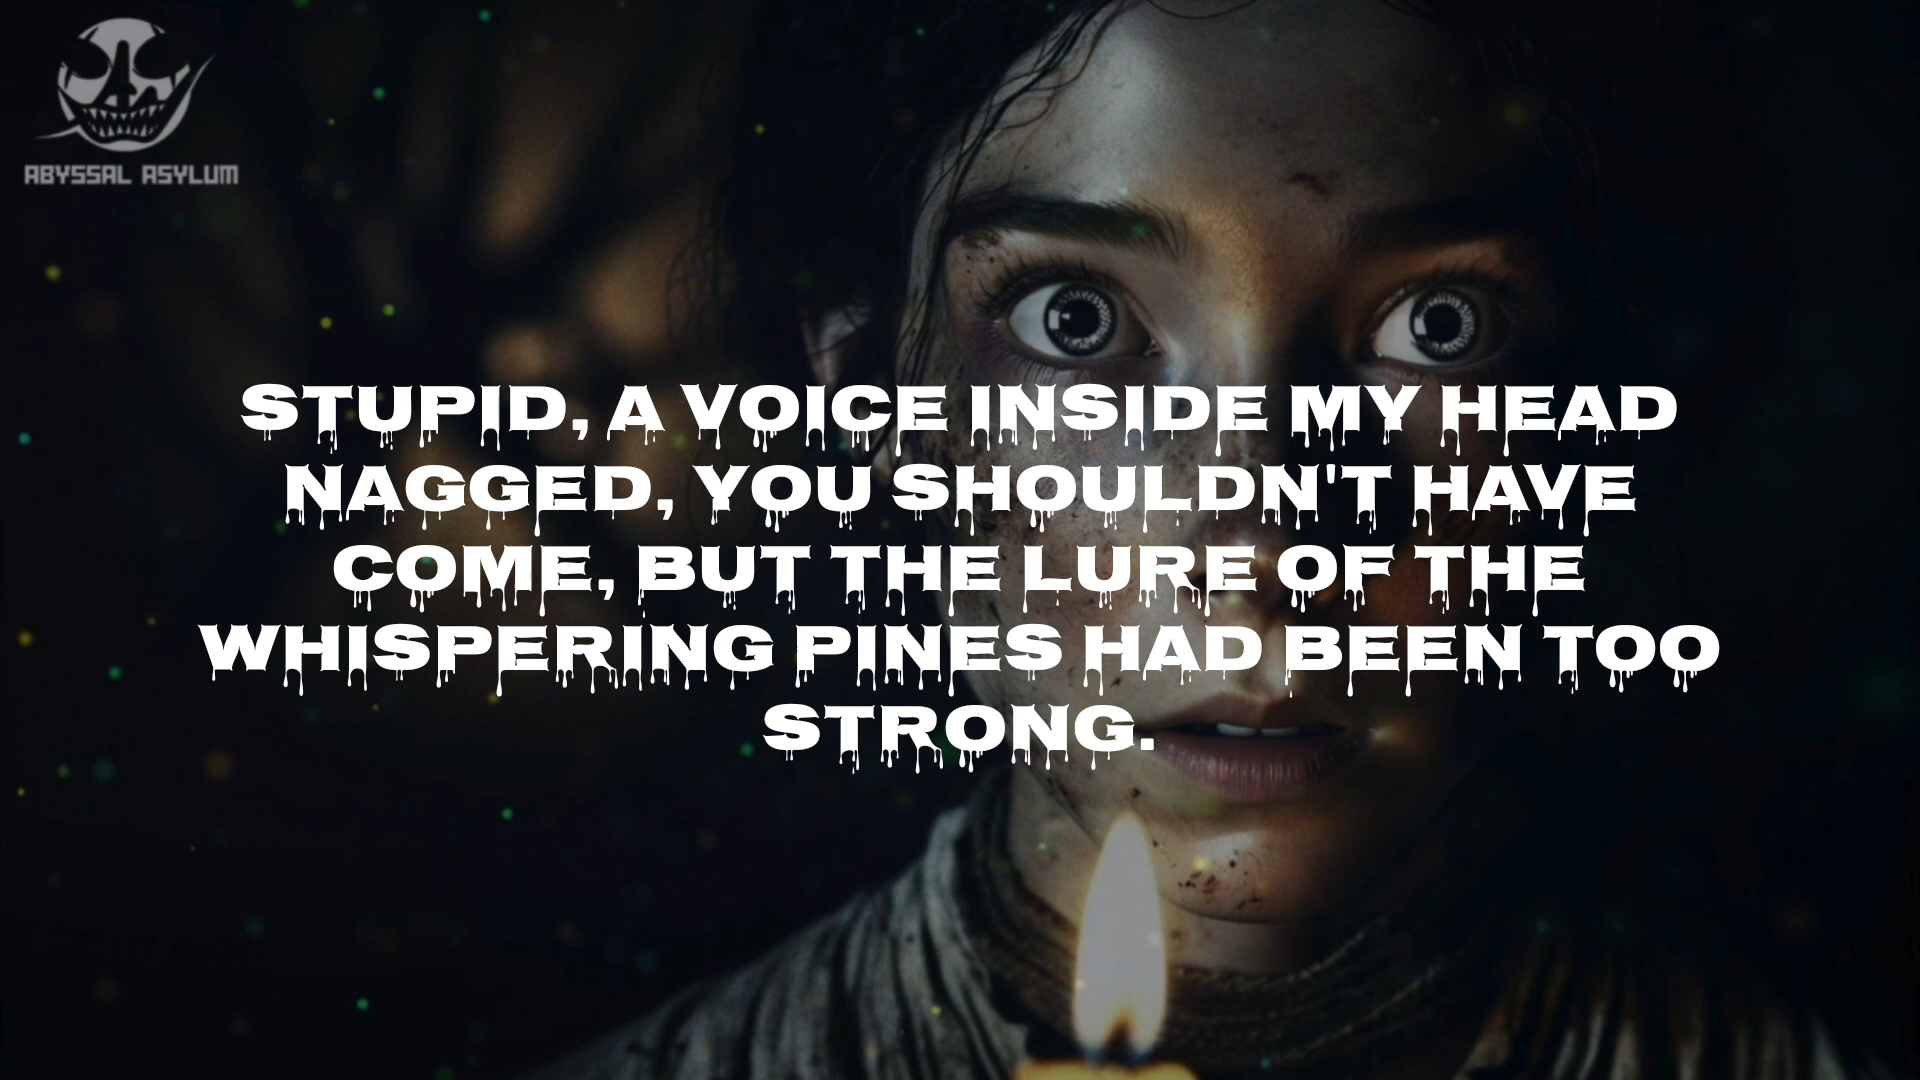 ABYSSAL ASYLUM
STUPID, A VOICE INSIDE MY HEAD
NAGGED, YOU SHOULDN'T HAVE
COME, BUT THE LURE OF THE
WHISPERING PINES HAD BEEN TOO
STRONG.